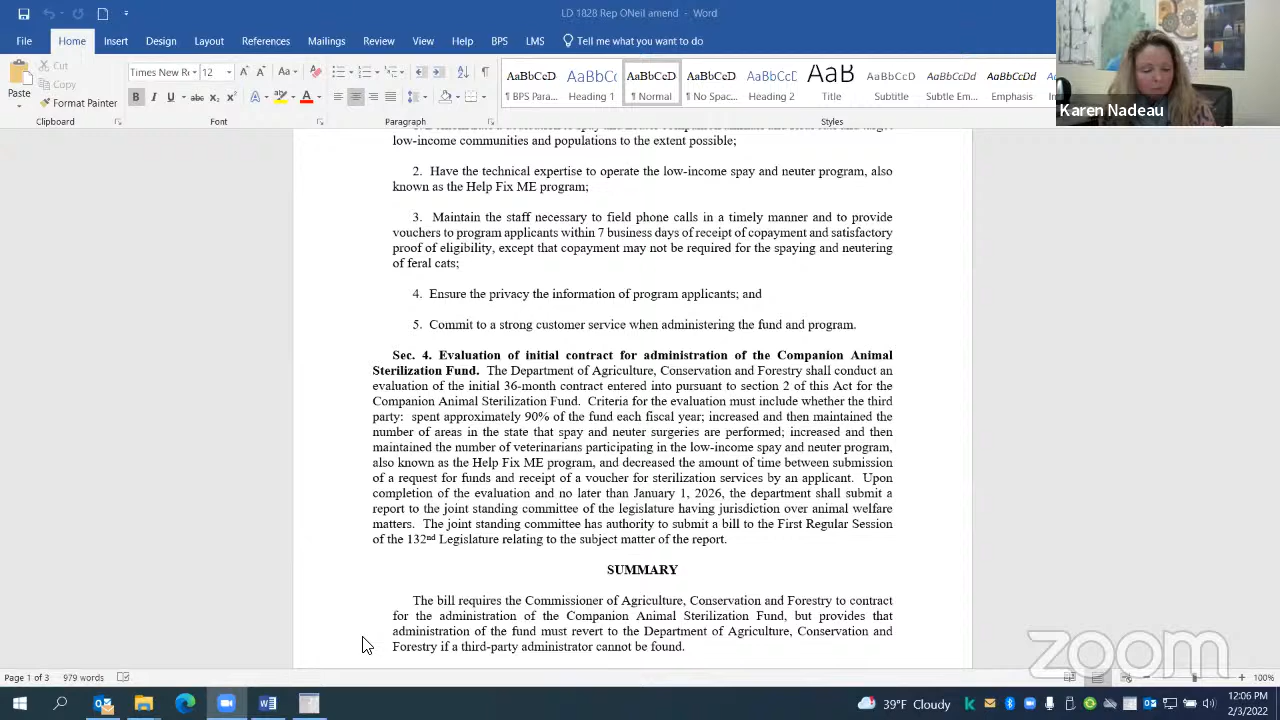 LD 1828 Rep ONeil amend - Word
File Home Insert Draw Design Layout References Mailings Review View Help BPS LMS Tell me what you want to do
Paste Cut Copy Format Painter
Times New Ro 12
AaBbCcD AaBbCc AaBbCcD AaBbCcD AaBbCcD AaB AaBbCcD AaBbCcDd AaBbCcDd
¶ BPS Para... Heading 1 ¶ Normal ¶ No Spac... Heading 2 Title Subtitle Subtle Em... Emphasis
Clipboard Font Paragraph Styles
Karen Nadeau
low-income communities and populations to the extent possible;
2. Have the technical expertise to operate the low-income spay and neuter program, also
known as the Help Fix ME program;
3. Maintain the staff necessary to field phone calls in a timely manner and to provide
vouchers to program applicants within 7 business days of receipt of copayment and satisfactory
proof of eligibility, except that copayment may not be required for the spaying and neutering
of feral cats;
4. Ensure the privacy the information of program applicants; and
5. Commit to a strong customer service when administering the fund and program.
Sec. 4. Evaluation of initial contract for administration of the Companion Animal
Sterilization Fund. The Department of Agriculture, Conservation and Forestry shall conduct an
evaluation of the initial 36-month contract entered into pursuant to section 2 of this Act for the
Companion Animal Sterilization Fund. Criteria for the evaluation must include whether the third
party: spent approximately 90% of the fund each fiscal year; increased and then maintained the
number of areas in the state that spay and neuter surgeries are performed; increased and then
maintained the number of veterinarians participating in the low-income spay and neuter program,
also known as the Help Fix ME program, and decreased the amount of time between submission
of a request for funds and receipt of a voucher for sterilization services by an applicant. Upon
completion of the evaluation and no later than January 1, 2026, the department shall submit a
report to the joint standing committee of the legislature having jurisdiction over animal welfare
matters. The joint standing committee has authority to submit a bill to the First Regular Session
of the 132nd Legislature relating to the subject matter of the report.
SUMMARY
The bill requires the Commissioner of Agriculture, Conservation and Forestry to contract
for the administration of the Companion Animal Sterilization Fund, but provides that
administration of the fund must revert to the Department of Agriculture, Conservation and
Forestry if a third-party administrator cannot be found.
zoom
Page 1 of 3 979 words 100%
39°F Cloudy 12:06 PM
2/3/2022